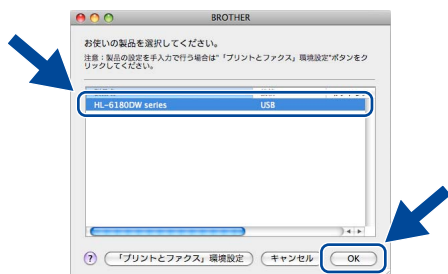 BROTHER
お使いの製品を選択してください。
注意：製品の設定を手入力で行う場合は"「プリントとファクス」環境設定"ボタンをク
リックしてください。
HL-6180DW series USB
? 「プリントとファクス」環境設定 キャンセル OK